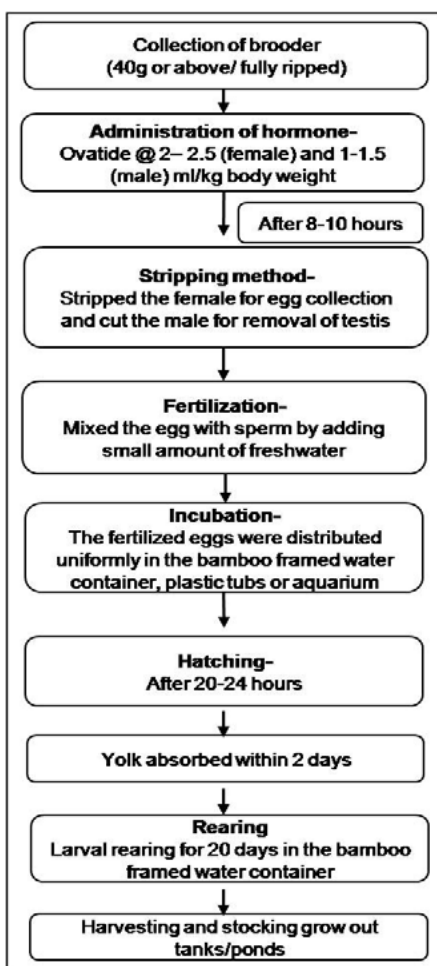 Collection of brooder
(40g or above/ fully ripped)
Administration of hormone-
Ovatide @ 2– 2.5 (female) and 1-1.5
(male) ml/kg body weight
After 8-10 hours
Stripping method-
Stripped the female for egg collection
and cut the male for removal of testis
Fertilization-
Mixed the egg with sperm by adding
small amount of freshwater
Incubation-
The fertilized eggs were distributed
uniformly in the bamboo framed water
container, plastic tubs or aquarium
Hatching-
After 20-24 hours
Yolk absorbed within 2 days
Rearing
Larval rearing for 20 days in the bamboo
framed water container
Harvesting and stocking grow out
tanks/ponds